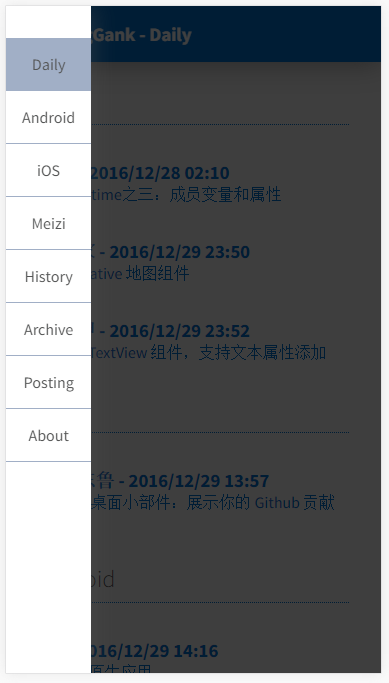 Gank - Daily
Daily
Android
iOS
Meizi
History
Archive
Posting
About
2016/12/28 02:10
time之三：成员变量和属性
- 2016/12/29 23:50
ative 地图组件
- 2016/12/29 23:52
TextView 组件，支持文本属性添加
鲁 - 2016/12/29 13:57
桌面小部件：展示你的 Github 贡献
oid
016/12/29 14:16
原生应用